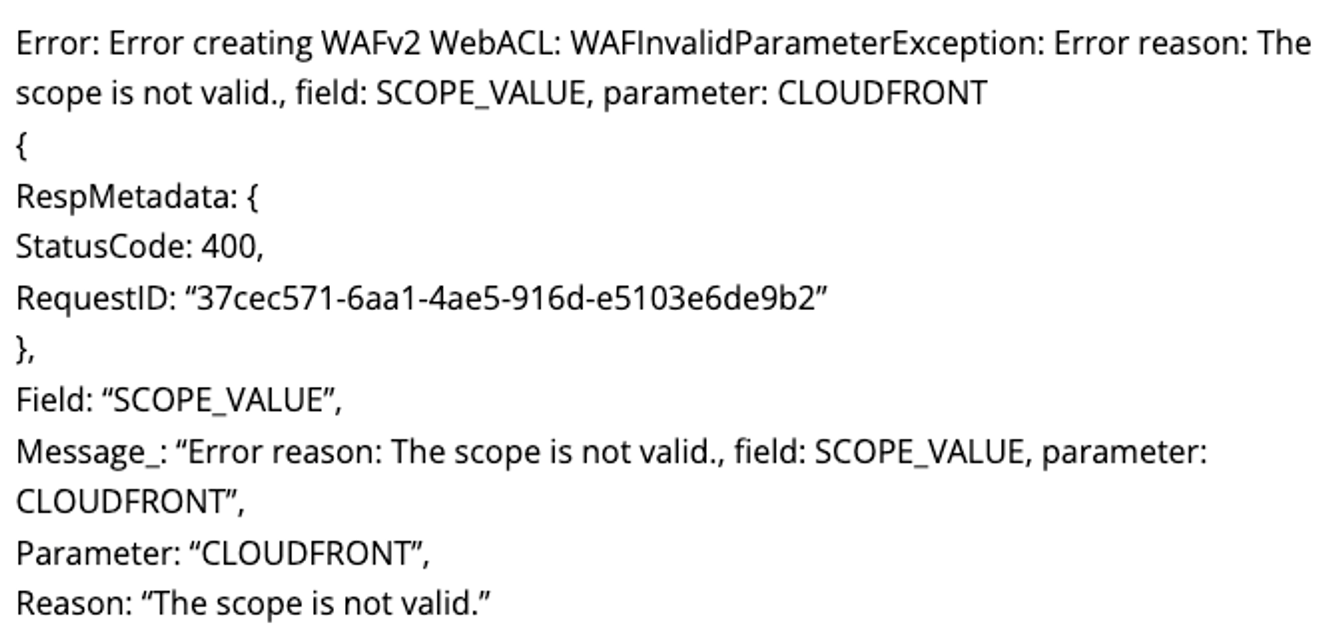 Error: Error creating WAFv2 WebACL: WAFInvalidParameterException: Error reason: The
scope is not valid., field: SCOPE_VALUE, parameter: CLOUDFRONT
{
RespMetadata: {
StatusCode: 400,
RequestID: “37cec571-6aa1-4ae5-916d-e5103e6de9b2”
},
Field: “SCOPE_VALUE”,
Message_: “Error reason: The scope is not valid., field: SCOPE_VALUE, parameter:
CLOUDFRONT”,
Parameter: “CLOUDFRONT”,
Reason: “The scope is not valid.”